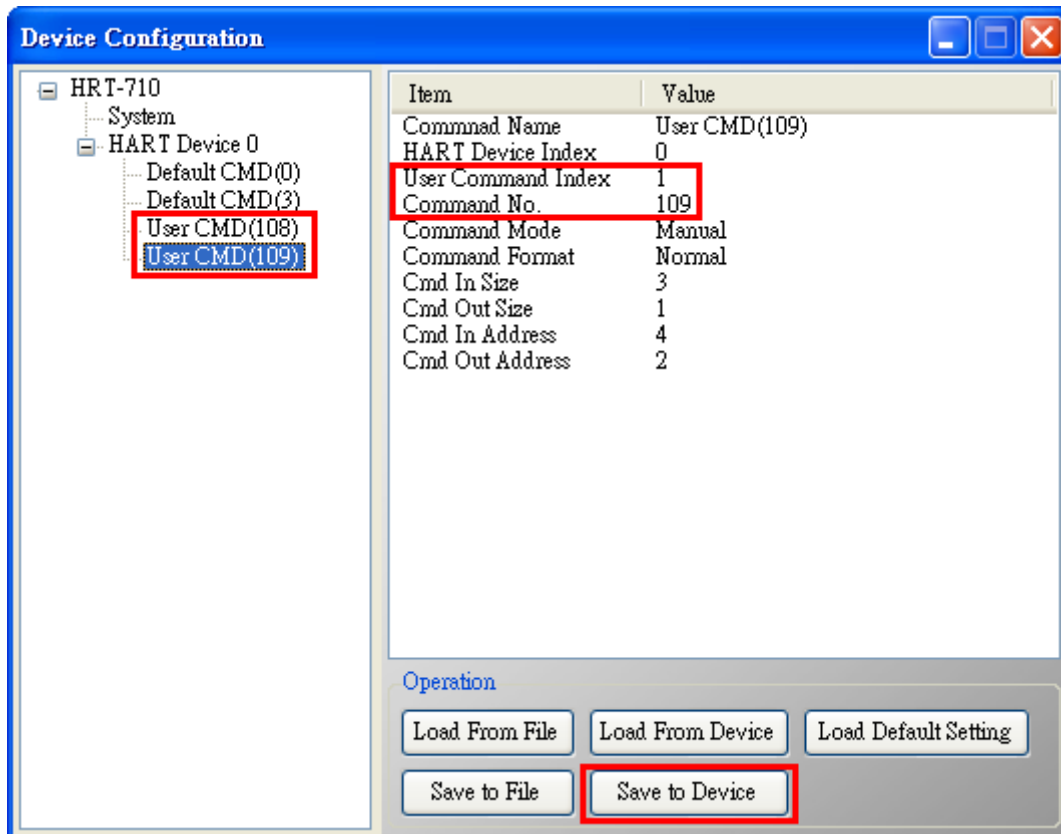 Device Configuration
HRT-710
System
HART Device 0
Default CMD(0)
Default CMD(3)
User CMD(108)
User CMD(109)
Item Value
Commnad Name User CMD(109)
HART Device Index 0
User Command Index 1
Command No. 109
Command Mode Manual
Command Format Normal
Cmd In Size 3
Cmd Out Size 1
Cmd In Address 4
Cmd Out Address 2
Operation
Load From File Load From Device Load Default Setting
Save to File Save to Device